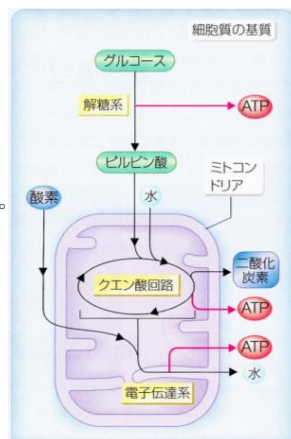 細胞質の基質
グルコース
解糖系
ATP
ピルビン酸
ミトコン
ドリア
酸素
水
クエン酸回路
二酸化
炭素
ATP
ATP
水
電子伝達系